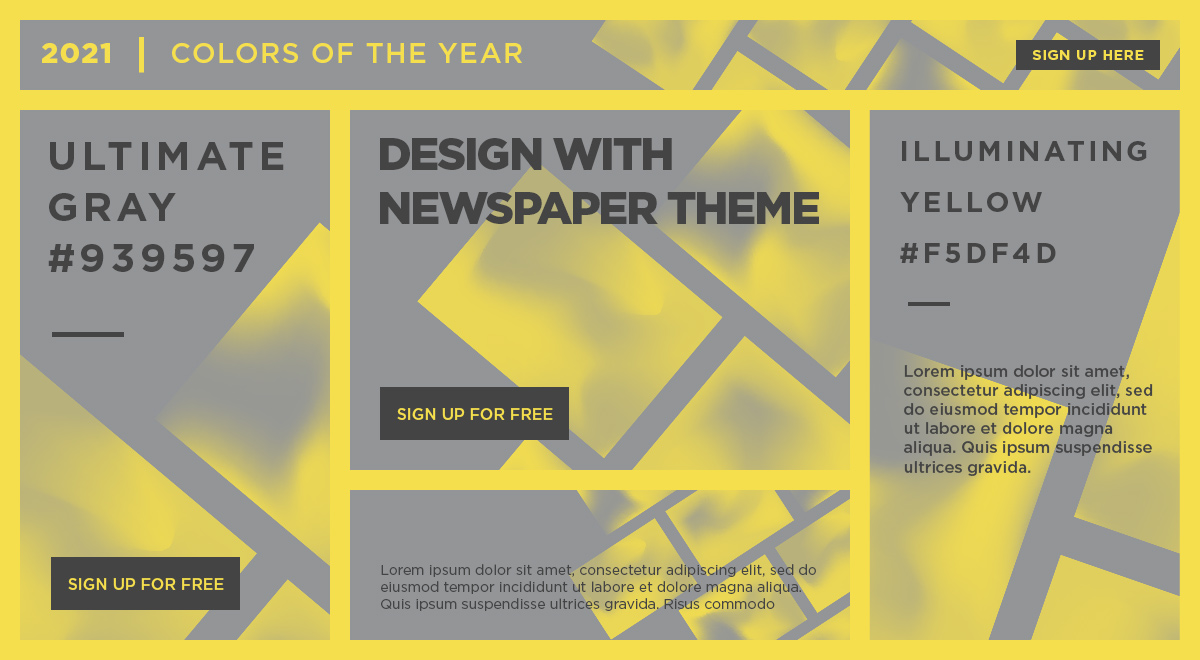 2021 | COLORS OF THE YEAR
SIGN UP HERE
ULTIMATE
GRAY
#939597
SIGN UP FOR FREE
DESIGN WITH
NEWSPAPER THEME
SIGN UP FOR FREE
Lorem ipsum dolor sit amet, consectetur adipiscing elit, sed do
eiusmod tempor incididunt ut labore et dolore magna aliqua.
Quis ipsum suspendisse ultrices gravida. Risus commodo
ILLUMINATING
YELLOW
#F5DF4D
Lorem ipsum dolor sit amet,
consectetur adipiscing elit, sed
do eiusmod tempor incididunt
ut labore et dolore magna
aliqua. Quis ipsum suspendisse
ultrices gravida.